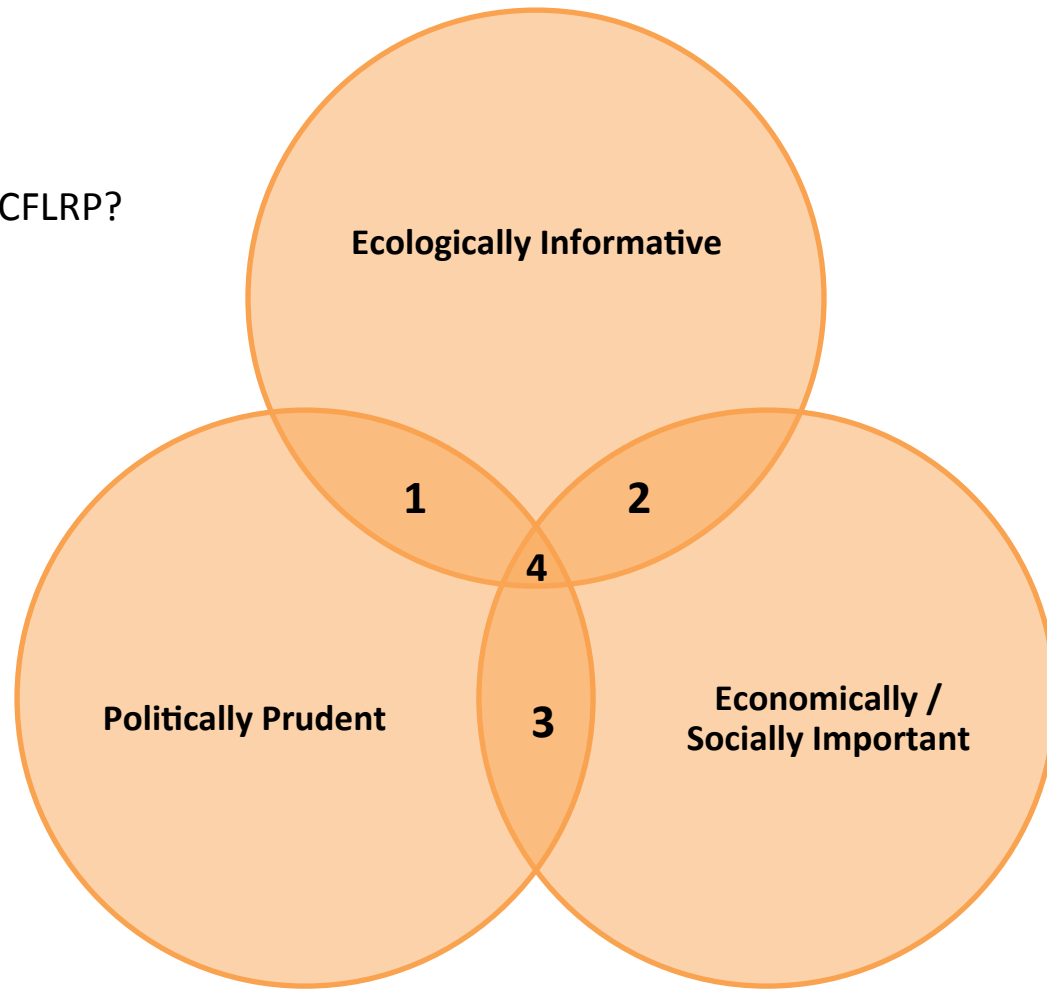 CFLRP?
Ecologically Informative
1
2
4
Politically Prudent
3
Economically /
Socially Important